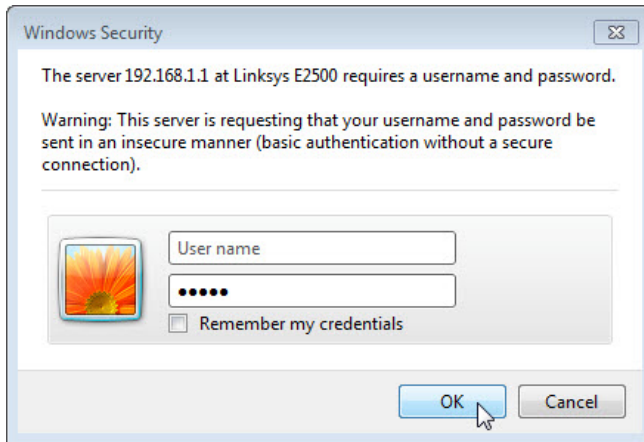 Windows Security
The server 192.168.1.1 at Linksys E2500 requires a username and password.
Warning: This server is requesting that your username and password be
sent in an insecure manner (basic authentication without a secure
connection).
User name
●●●●●
Remember my credentials
OK
Cancel